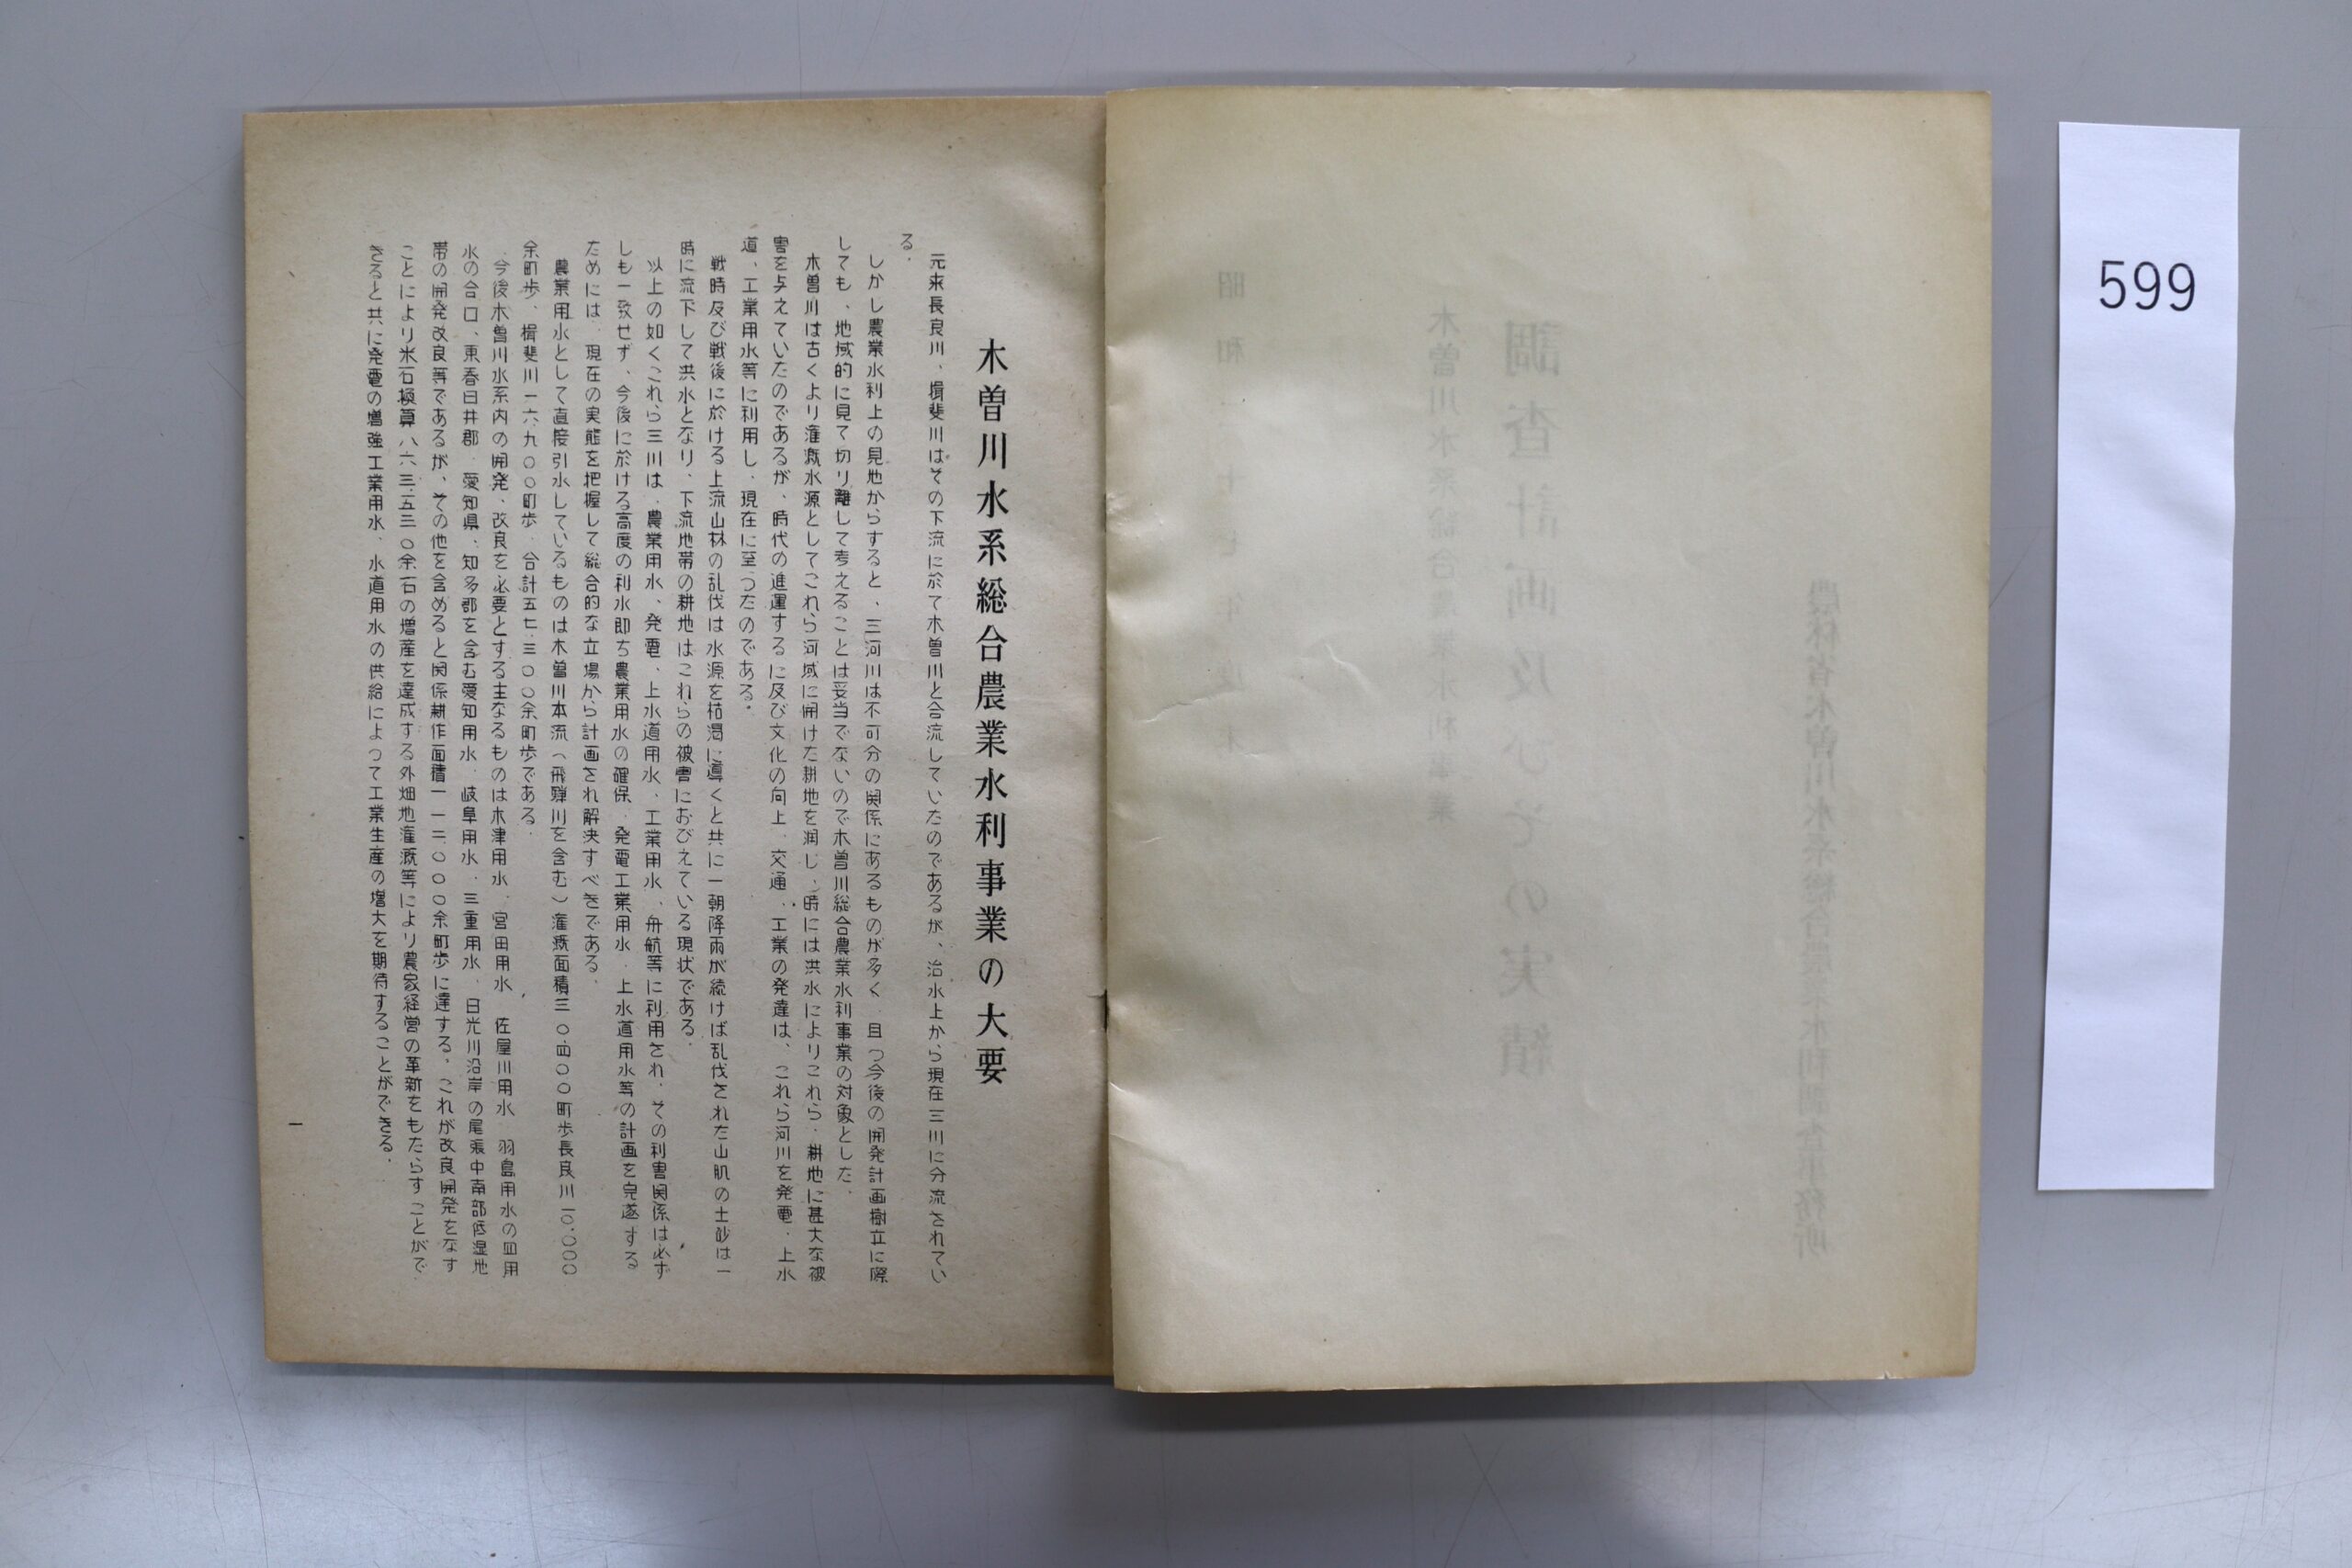 599
木曽川水系総合農業水利事業の大要
元来長良川、揖斐川はその下流に於て木曽川と合流していたのであるが、治水上から現在三川に分流されてい
る。
しかし農業水利上の見地からすると、三河川は不可分の関係にあるものが多く、且つ今後の開発計画樹立に際
しても、地域的に見て切り離して考えることは妥当でないので木曽川総合農業水利事業の対象とした。
木曽川は古くより灌漑水源としてこれら河域に開けた耕地を潤し、時には洪水によりこれら、耕地に甚大な被
害を与えていたのであるが、時代の進運するに及び文化の向上、交通、工業の発達は、これら河川を発電、上水
道、工業用水等に利用し、現在に至つたのである。
戦時及び戦後に於ける上流山林の乱伐は水源を枯渇に導くと共に一朝降雨が続けば乱伐された山肌の土砂は一
時に流下して洪水となり、下流地帯の耕地はこれらの被害におびえている現状である。
以上の如くこれら三川は、農業用水、発電、上水道用水、工業用水、舟航等に利用され、その利害関係は必ず
しも一致せず、今後に於ける高度の利水即ち農業用水の確保、発電工業用水、上水道用水等の計画を完遂する
ためには、現在の実態を把握して総合的な立場から計画され解決すべきである。
農業用水として直接引水しているものは木曽川本流(飛騨川を含む)灌漑面積三〇、四〇〇町歩長良川一〇、〇〇〇
余町歩、揖斐川一六、九〇〇町歩、合計五七、三〇〇余町歩である。
今後木曽川水系内の開発、改良を必要とする主なるものは木津用水、宮田用水、佐屋川用水、羽島用水の四用
水の合口、東春日井郡、愛知県、知多郡を含む愛知用水、岐阜用水、三重用水、日光川沿岸の尾張中南部低湿地
帯の開発改良等であるが、その他を含めると関係耕作面積一一三、〇〇〇余町歩に達する。これが改良開発をなす
ことにより米石換算八六三、五三〇余石の増産を達成する外畑地灌漑等により農家経営の革新をもたらすことがで
きると共に発電の増強工業用水、水道用水の供給によつて工業生産の増大を期待することができる。
一